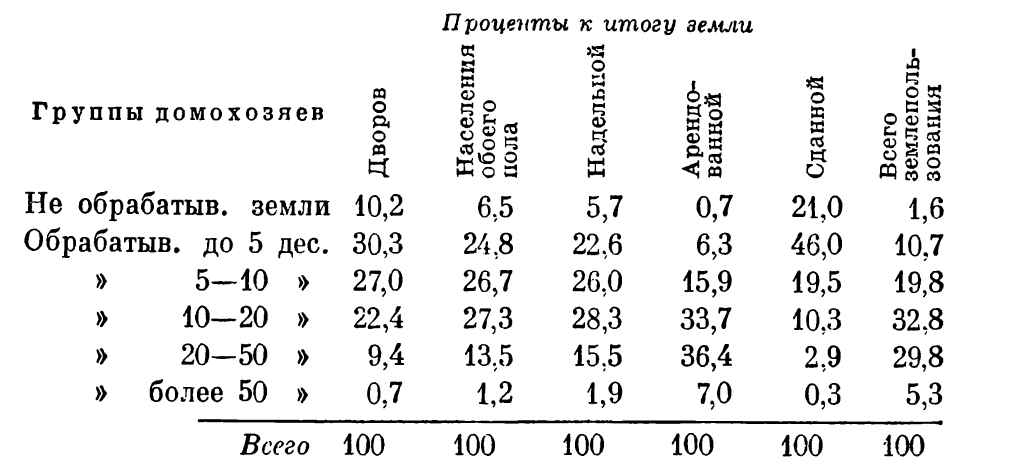 Проценты к итогу земли
Группы домохозяев Дворов Населения обоего пола Надельной Арендо-ванной Сданной Всего землеполь-зования
Не обрабатыв. земли 10,2 6,5 5,7 0,7 21,0 1,6
Обрабатыв. до 5 дес. 30,3 24,8 22,6 6,3 46,0 10,7
» 5—10 » 27,0 26,7 26,0 15,9 19,5 19,8
» 10—20 » 22,4 27,3 28,3 33,7 10,3 32,8
» 20—50 » 9,4 13,5 15,5 36,4 2,9 29,8
» более 50 » 0,7 1,2 1,9 7,0 0,3 5,3
Всего 100 100 100 100 100 100